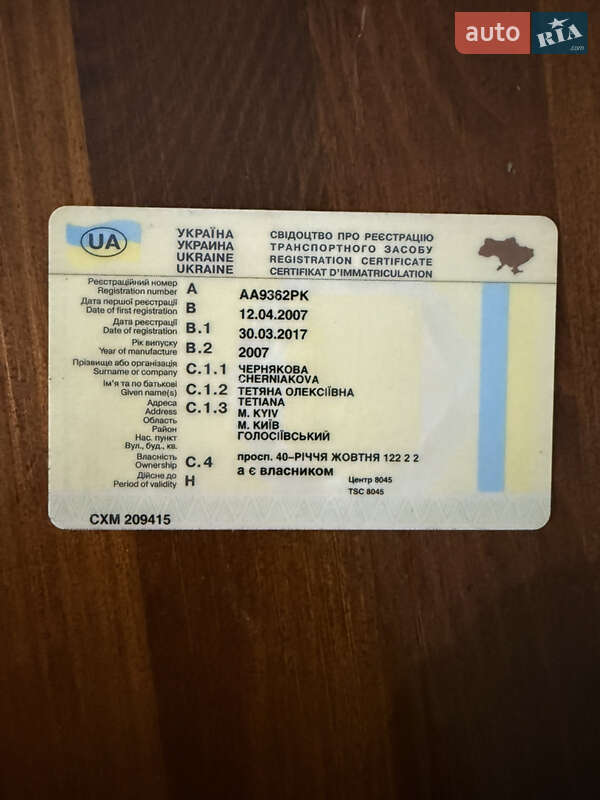 auto RIA .com
UA
УКРАЇНА СВІДОЦТВО ПРО РЕЄСТРАЦІЮ
УКРАИНА ТРАНСПОРТНОГО ЗАСОБУ
UKRAINE REGISTRATION CERTIFICATE
UKRAINE CERTIFIKAT D'IMMATRICULATION
Реєстраційний номер
Registration number A AA9362PK
Дата першої реєстрації
Date of first registration B 12.04.2007
Дата реєстрації
Date of registration B.1 30.03.2017
Рік випуску
Year of manufacture B.2 2007
Прізвище або організація
Surname or company C.1.1 ЧЕРНЯКОВА
CHERNIAKOVA
Ім'я та по батькові
Given name(s) C.1.2 ТЕТЯНА ОЛЕКСІЇВНА
TETIANA
Адреса
Address C.1.3 M. KYIV
Область М. КИЇВ
Район ГОЛОСІЇВСЬКИЙ
Нас. пункт
Вул., буд., кв. просп. 40-РІЧЧЯ ЖОВТНЯ 122 2 2
Власність
Ownership C.4 а є власником
Дійсне до
Period of validity H
Центр 8045
TSC 8045
СХМ 209415